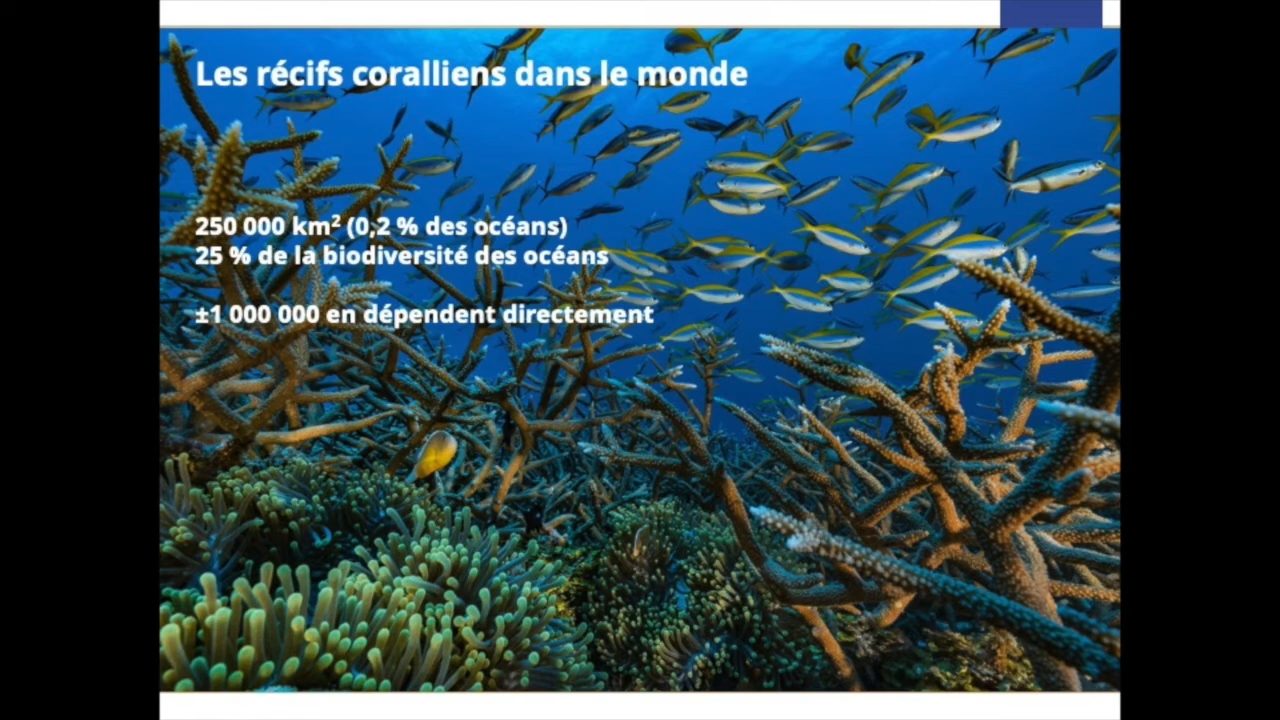 Les récifs coralliens dans le monde
250 000 km² (0,2 % des océans)
25 % de la biodiversité des océans
±1 000 000 en dépendent directement